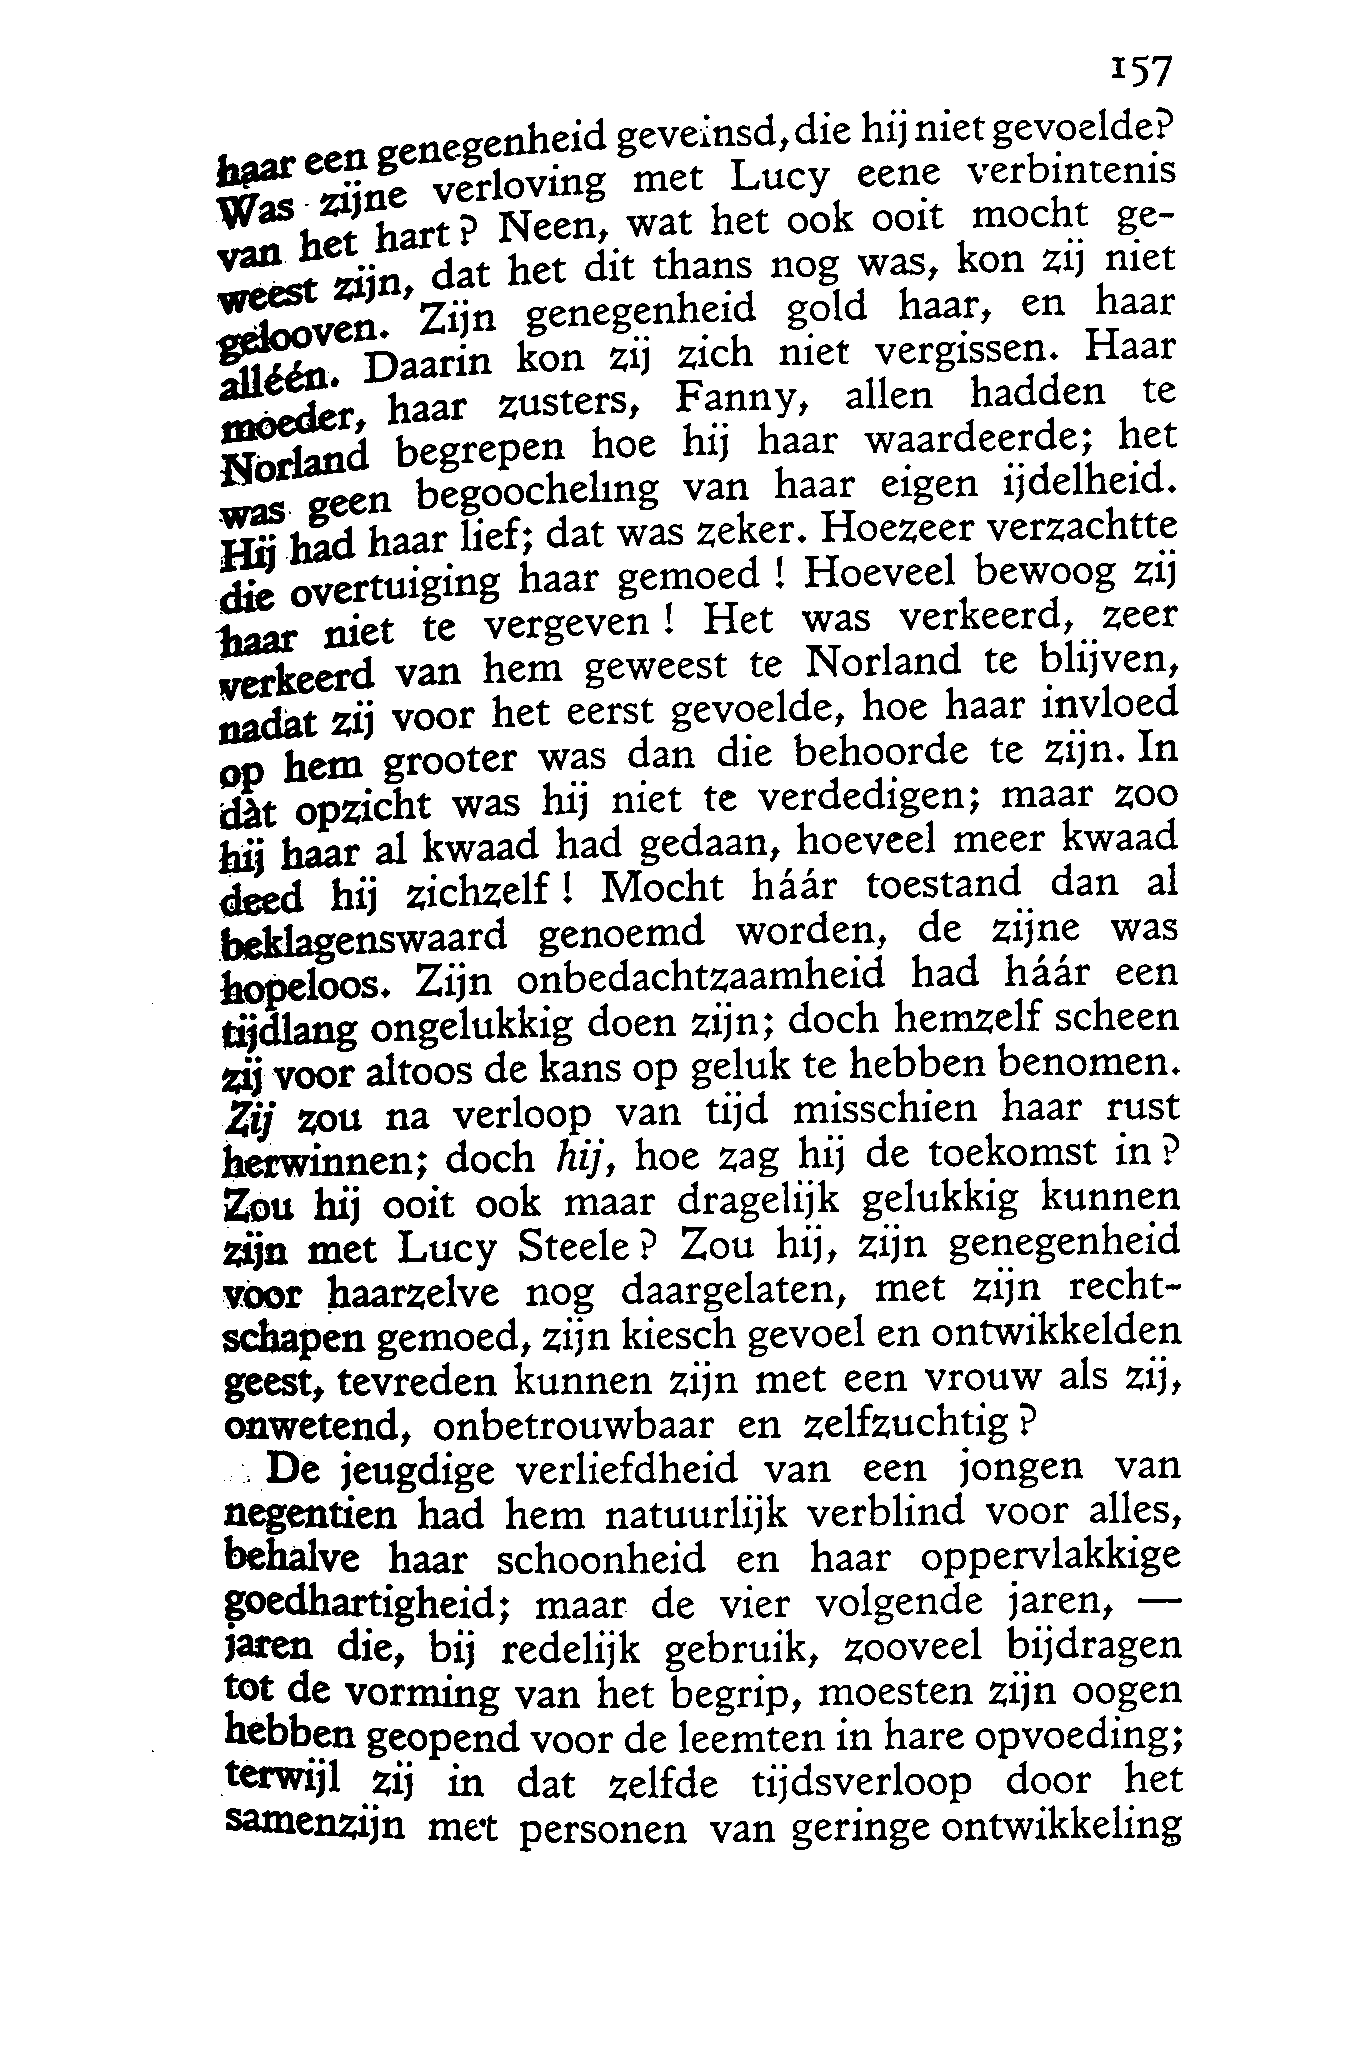 157
haar een genegenheid geveinsd, die hij niet gevoelde?
Was zijne verloving met Lucy eene verbintenis
van het hart? Neen, wat het ook ooit mocht ge-
weest zijn, dat het dit thans nog was, kon zij niet
gelooven. Zijn genegenheid gold haar, en haar
alléén. Daarin kon zij zich niet vergissen. Haar
moeder, haar zusters, Fanny, allen hadden te
Norland begrepen hoe hij haar waardeerde; het
was geen begoocheling van haar eigen ijdelheid.
Hij had haar lief; dat was zeker. Hoezeer verzachtte
die overtuiging haar gemoed! Hoeveel bewoog zij
haar niet te vergeven! Het was verkeerd, zeer
verkeerd van hem geweest te Norland te blijven,
nadat zij voor het eerst gevoelde, hoe haar invloed
op hem grooter was dan die behoorde te zijn. In
dàt opzicht was hij niet te verdedigen; maar zoo
hij haar al kwaad had gedaan, hoeveel meer kwaad
deed hij zichzelf! Mocht háár toestand dan al
beklagenswaard genoemd worden, de zijne was
hopeloos. Zijn onbedachtzaamheid had háár een
tijdlang ongelukkig doen zijn; doch hemzelf scheen
zij voor altoos de kans op geluk te hebben benomen.
Zij zou na verloop van tijd misschien haar rust
herwinnen; doch hij, hoe zag hij de toekomst in?
Zou hij ooit ook maar dragelijk gelukkig kunnen
zijn met Lucy Steele? Zou hij, zijn genegenheid
voor haarzelve nog daargelaten, met zijn recht-
schapen gemoed, zijn kiesch gevoel en ontwikkelden
geest, tevreden kunnen zijn met een vrouw als zij,
onwetend, onbetrouwbaar en zelfzuchtig?
De jeugdige verliefdheid van een jongen van
negentien had hem natuurlijk verblind voor alles,
behalve haar schoonheid en haar oppervlakkige
goedhartigheid; maar de vier volgende jaren, —
jaren die, bij redelijk gebruik, zooveel bijdragen
tot de vorming van het begrip, moesten zijn oogen
hebben geopend voor de leemten in hare opvoeding;
terwijl zij in dat zelfde tijdsverloop door het
samenzijn met personen van geringe ontwikkeling